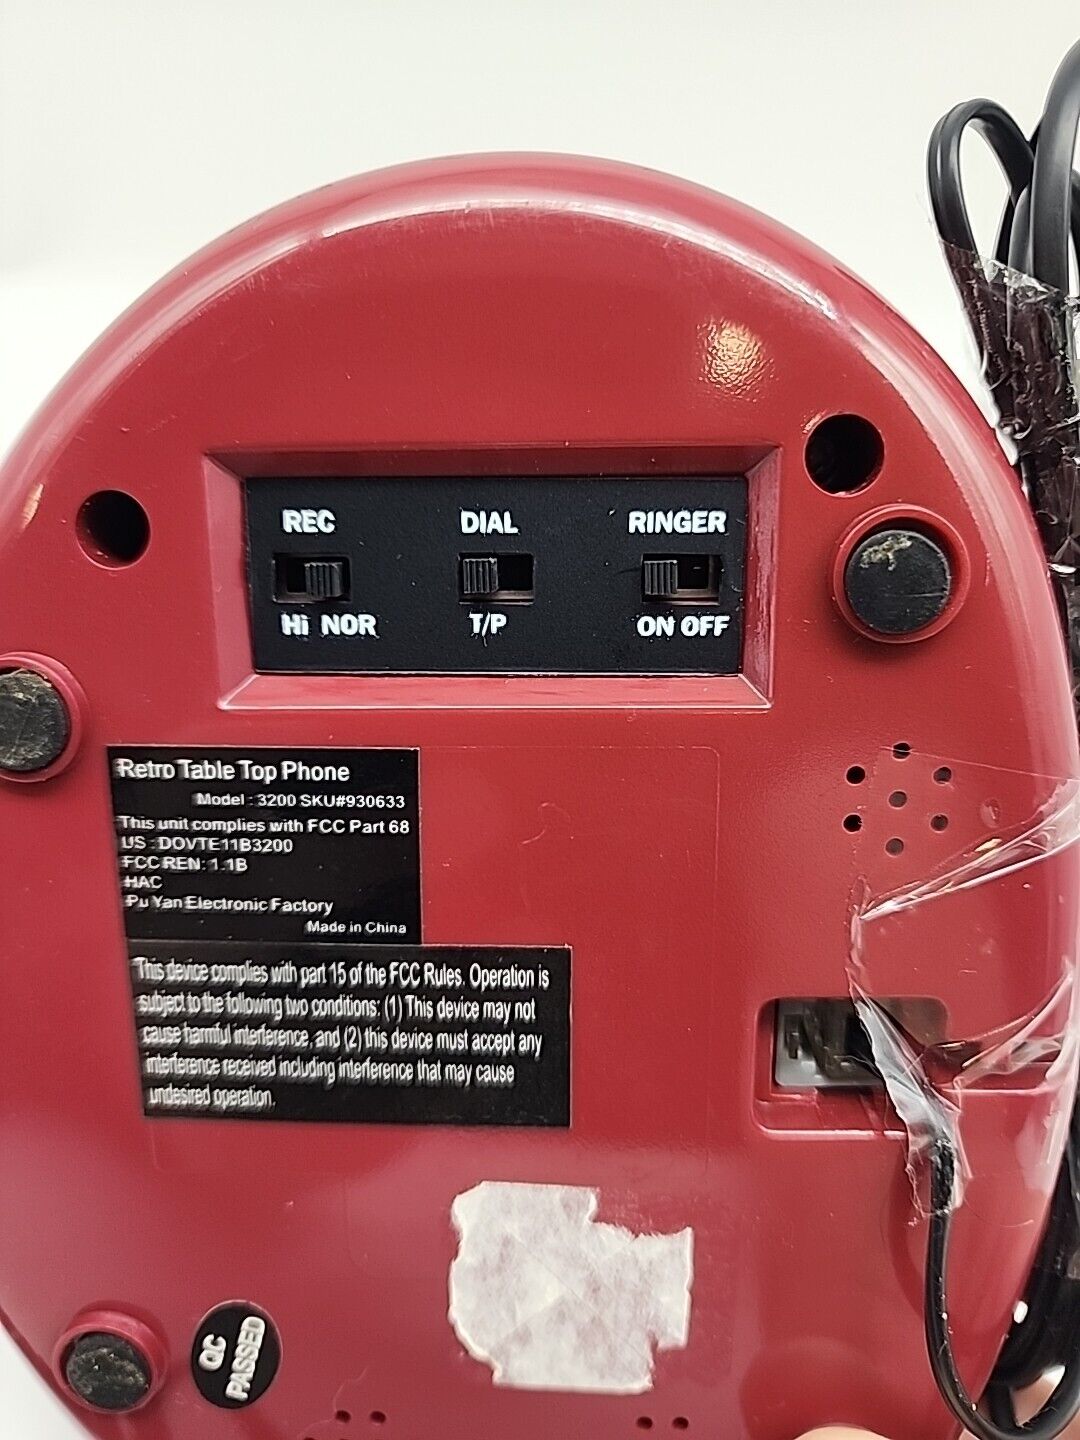 REC DIAL RINGER
Hi NOR T/P ON OFF
Retro Table Top Phone
Model : 3200 SKU#930633
This unit complies with FCC Part 68
US : DOVTE11B3200
FCC REN: 1.1B
HAC
Pu Yan Electronic Factory
Made in China
This device complies with part 15 of the FCC Rules. Operation is
subject to the following two conditions: (1) This device may not
cause harmful interference, and (2) this device must accept any
interference received including interference that may cause
undesired operation.
QC
PASSED